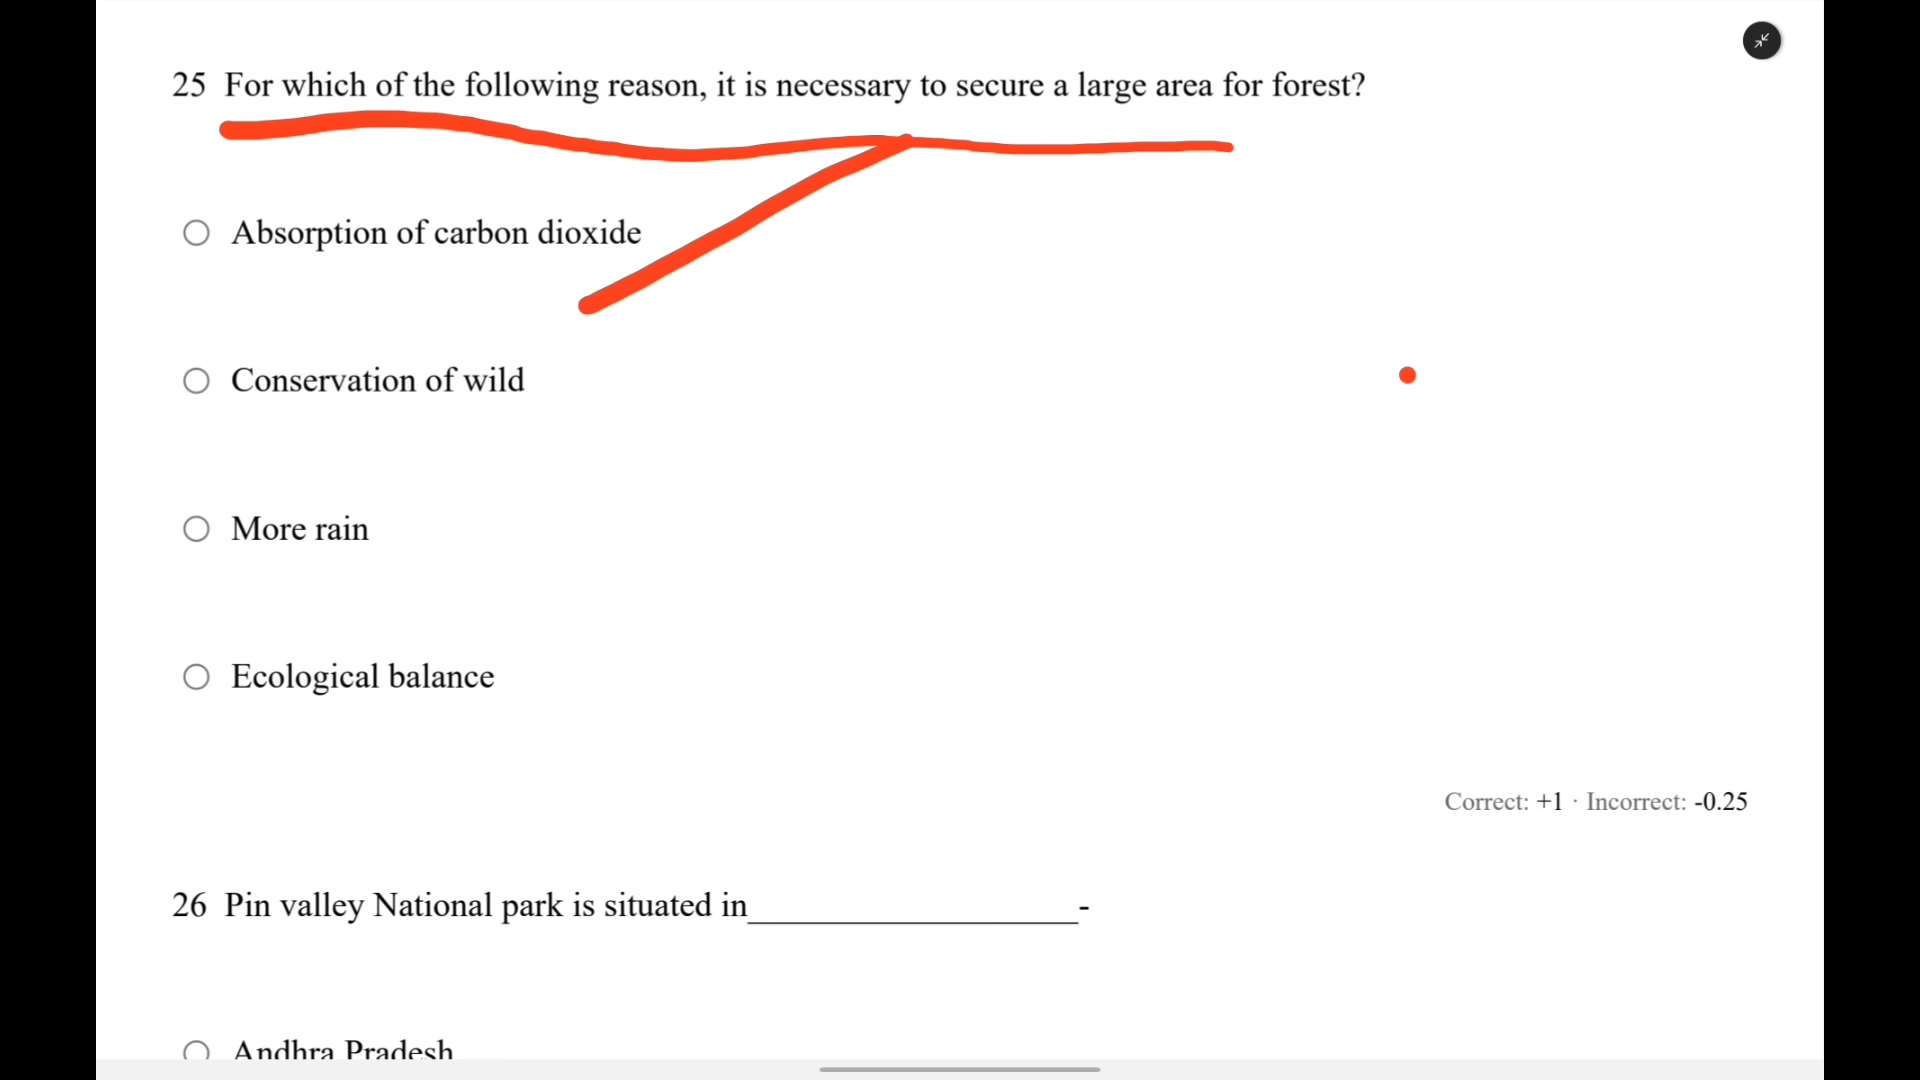 25 For which of the following reason, it is necessary to secure a large area for forest?
Absorption of carbon dioxide
Conservation of wild
More rain
Ecological balance
Correct: +1 · Incorrect: -0.25
26 Pin valley National park is situated in___________________-
Andhra Pradesh